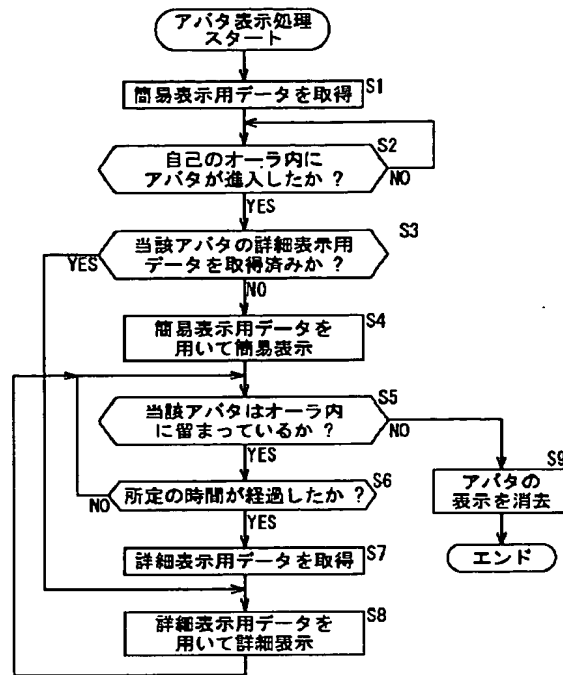 アバタ表示処理
スタート
S1
簡易表示用データを取得
S2
自己のオーラ内に
アバタが進入したか ?
NO
YES
S3
当該アバタの詳細表示用
データを取得済みか ?
YES
NO
S4
簡易表示用データを
用いて簡易表示
S5
当該アバタはオーラ内
に留まっているか ?
NO
YES
S6
所定の時間が経過したか ?
NO
YES
S7
詳細表示用データを取得
S8
詳細表示用データを
用いて詳細表示
S9
アバタの
表示を消去
エンド